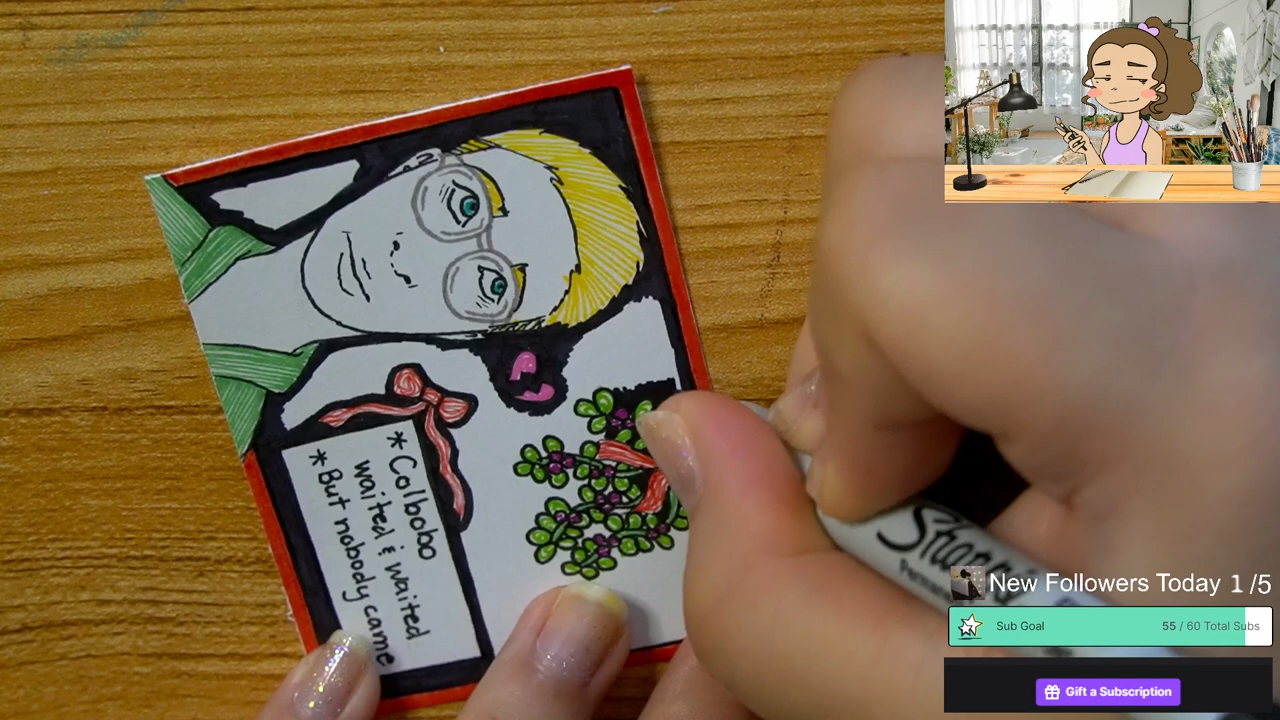 * Colbobo
waited & waited
* But nobody came
Sharpie
New Followers Today 1 /5
Sub Goal
55 / 60 Total Subs
Gift a Subscription